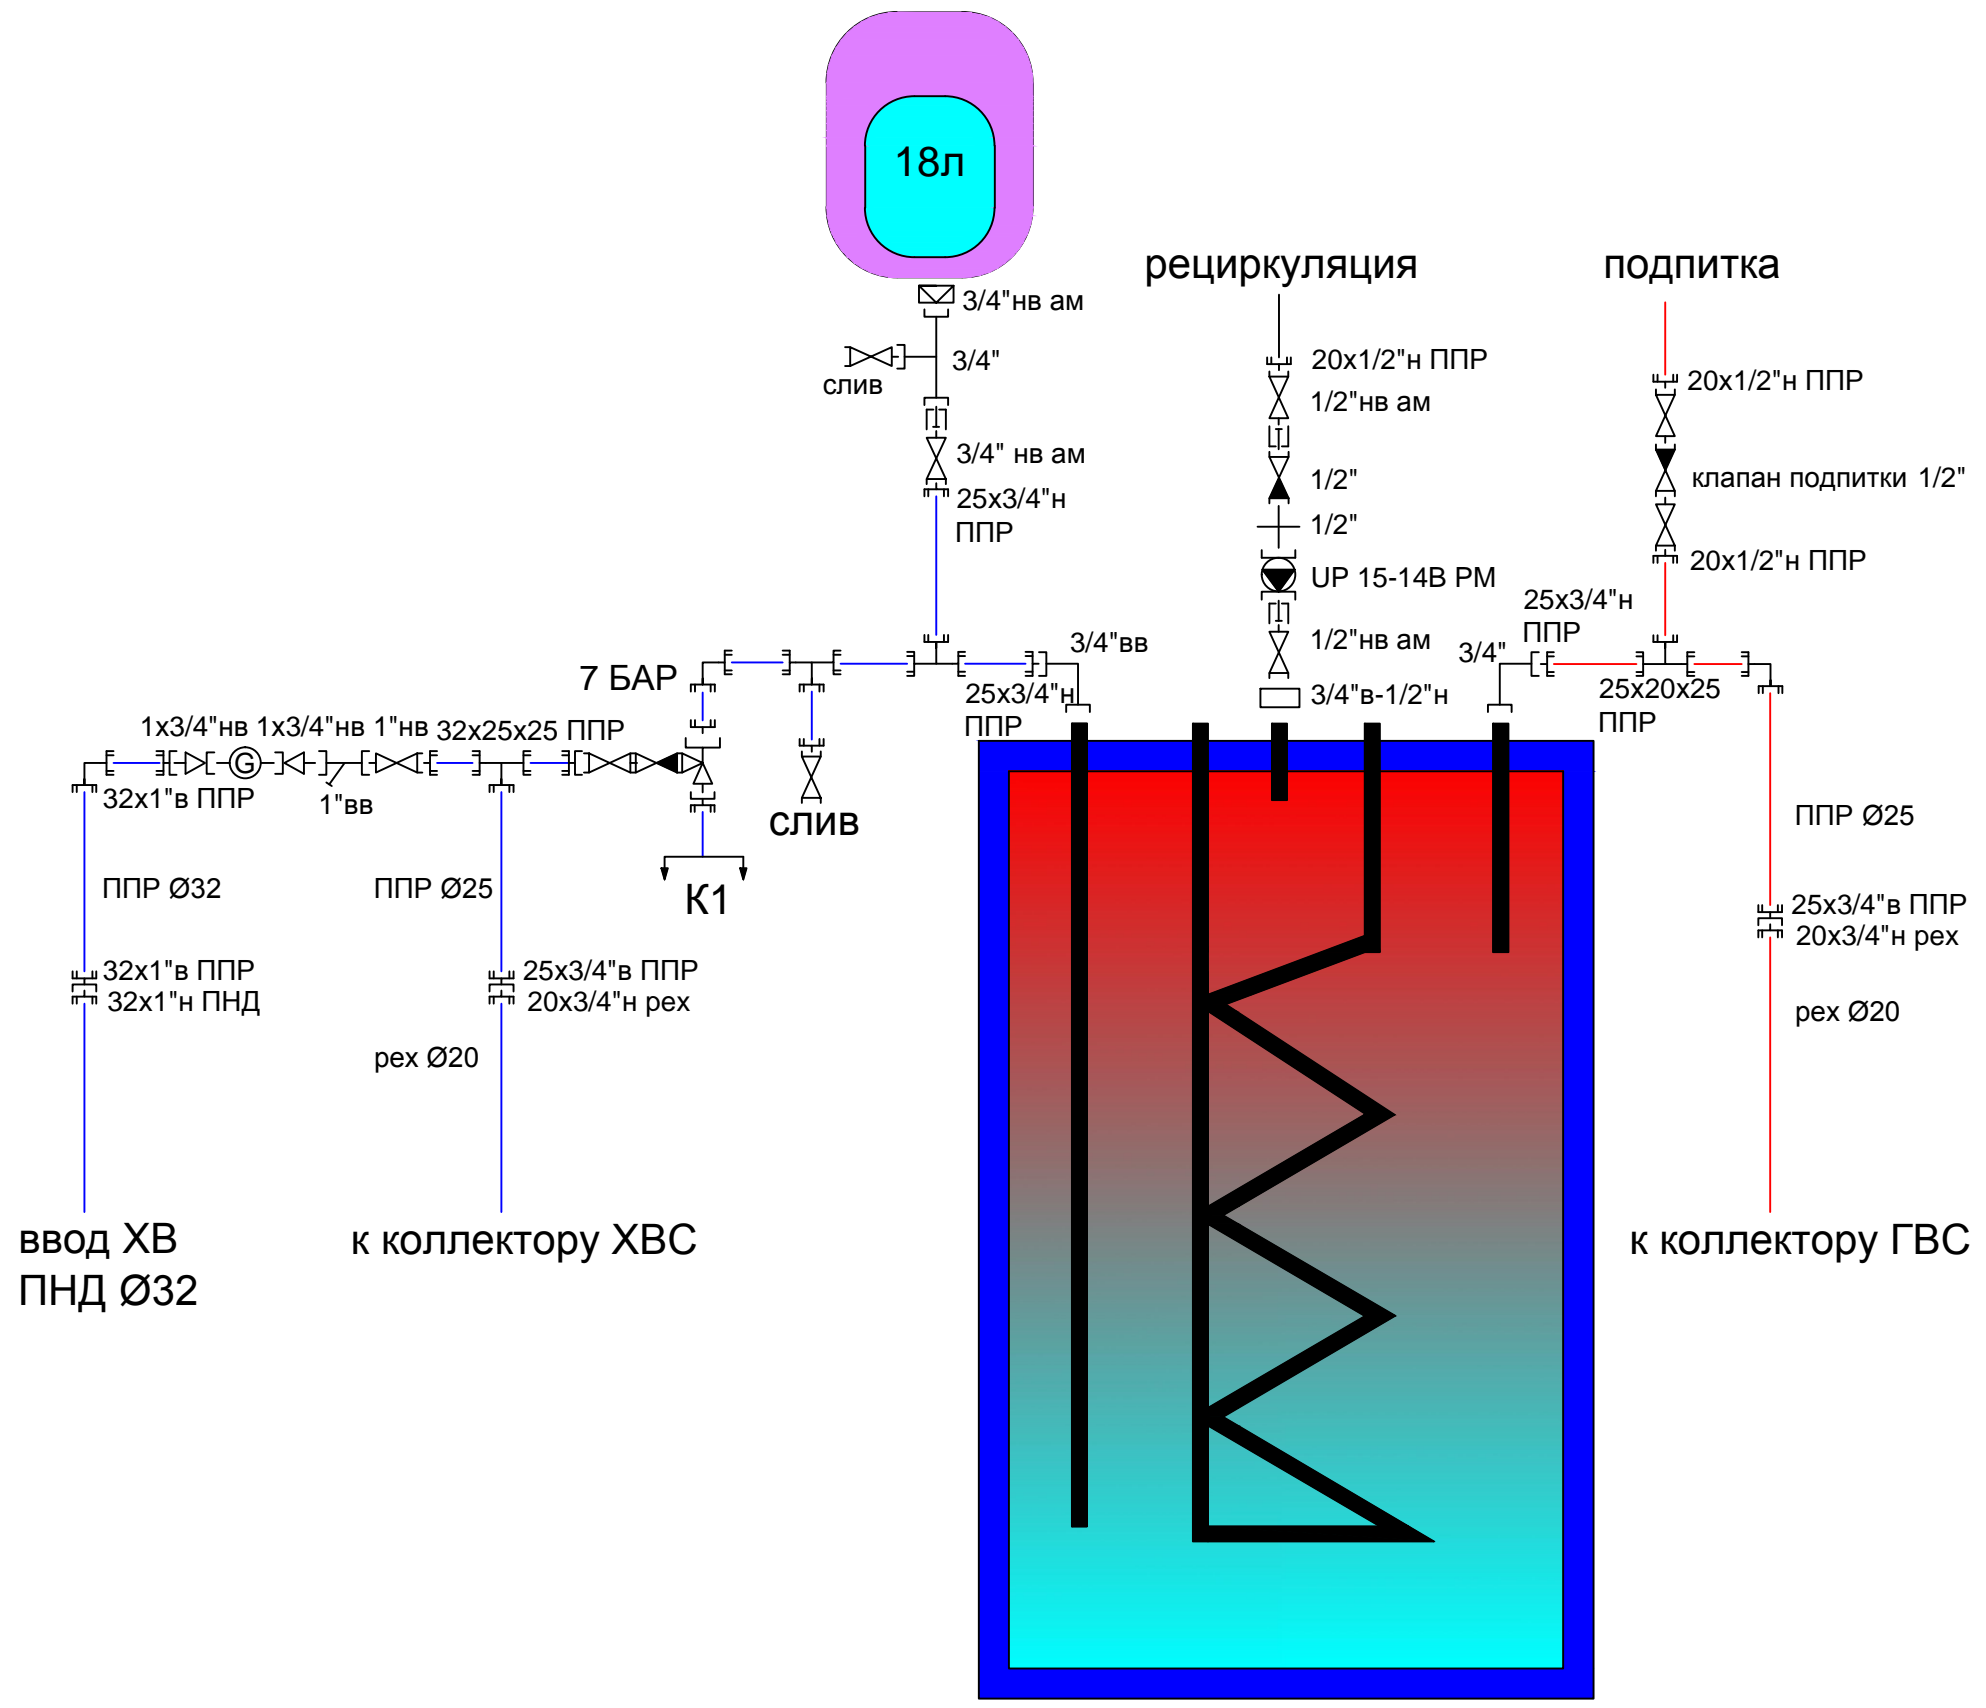 18л
рециркуляция
подпитка
3/4"нв ам
3/4"
слив
20х1/2"н ППР
1/2"нв ам
20х1/2"н ППР
3/4" нв ам
25х3/4"н
ППР
1/2"
1/2"
клапан подпитки 1/2"
UP 15-14В PM
20х1/2"н ППР
25х3/4"н
ППР
3/4"вв
1/2"нв ам
3/4"
7 БАР
25х3/4"н
ППР
3/4"в-1/2"н
25х20х25
ППР
1х3/4"нв
1х3/4"нв
1"нв
32х25х25 ППР
G
32х1"в ППР
1"вв
слив
ППР Ø25
ППР Ø32
ППР Ø25
К1
25х3/4"в ППР
20х3/4"н рех
32х1"в ППР
32х1"н ПНД
25х3/4"в ППР
20х3/4"н рех
рех Ø20
рех Ø20
ввод ХВ
ПНД Ø32
к коллектору ХВС
к коллектору ГВС